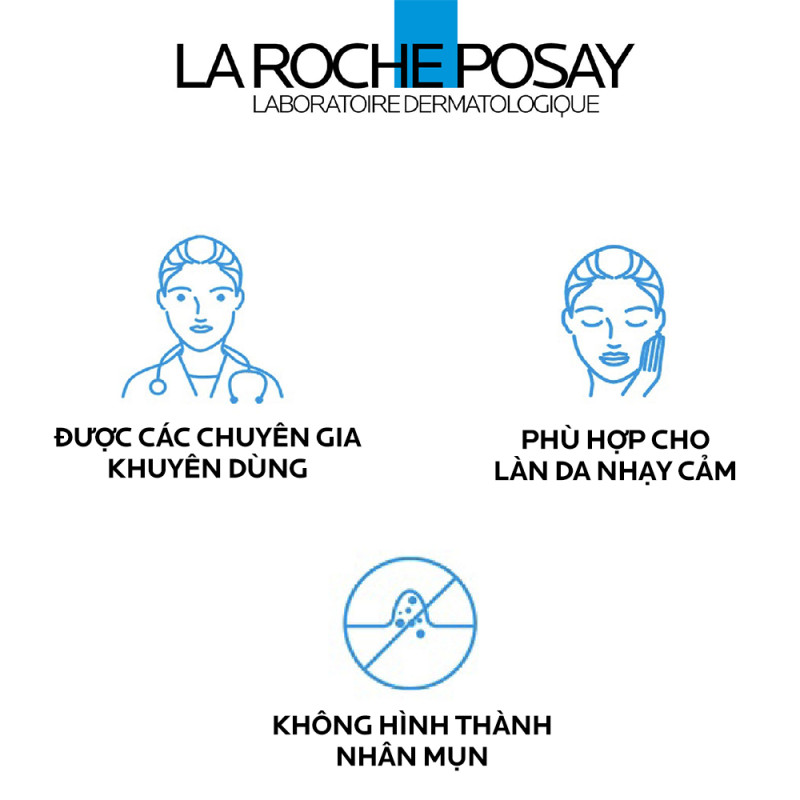 LA ROCHE POSAY
LABORATOIRE DERMATOLOGIQUE
ĐƯỢC CÁC CHUYÊN GIA
KHUYÊN DÙNG
PHÙ HỢP CHO
LÀN DA NHẠY CẢM
KHÔNG HÌNH THÀNH
NHÂN MỤN